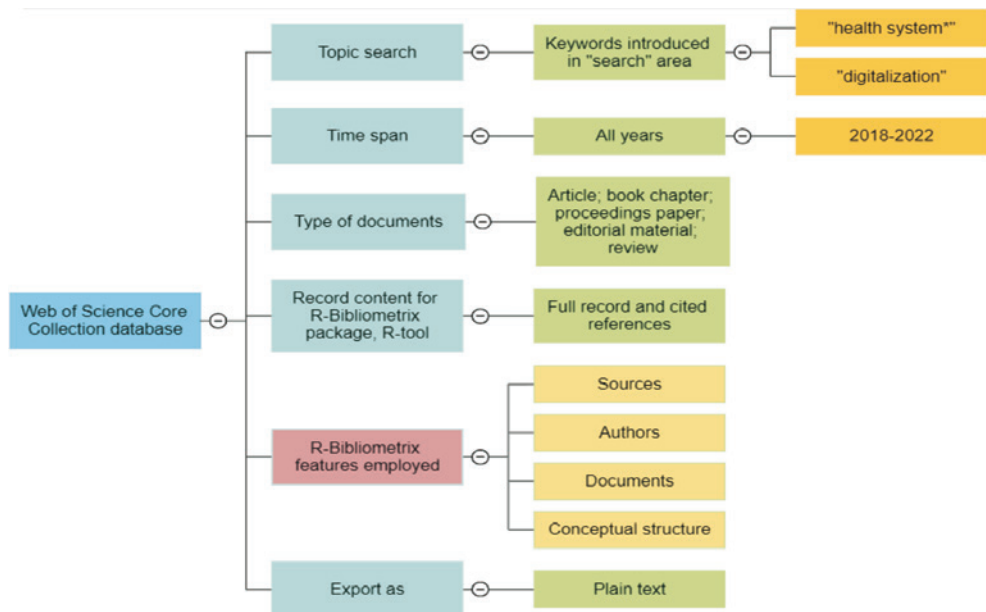 Web of Science Core
Collection database
Topic search
Keywords introduced
in "search" area
"health system*"
"digitalization"
Time span
All years
2018-2022
Type of documents
Article; book chapter;
proceedings paper;
editorial material;
review
Record content for
R-Bibliometrix
package, R-tool
Full record and cited
references
R-Bibliometrix
features employed
Sources
Authors
Documents
Conceptual structure
Export as
Plain text